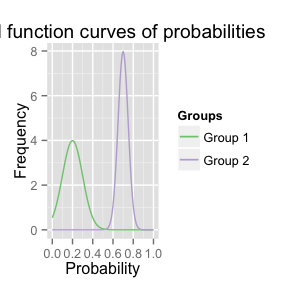 function curves of probabilities
8
6
4
2
0
Frequency
0.0 0.2 0.4 0.6 0.8 1.0
Probability
Groups
Group 1
Group 2